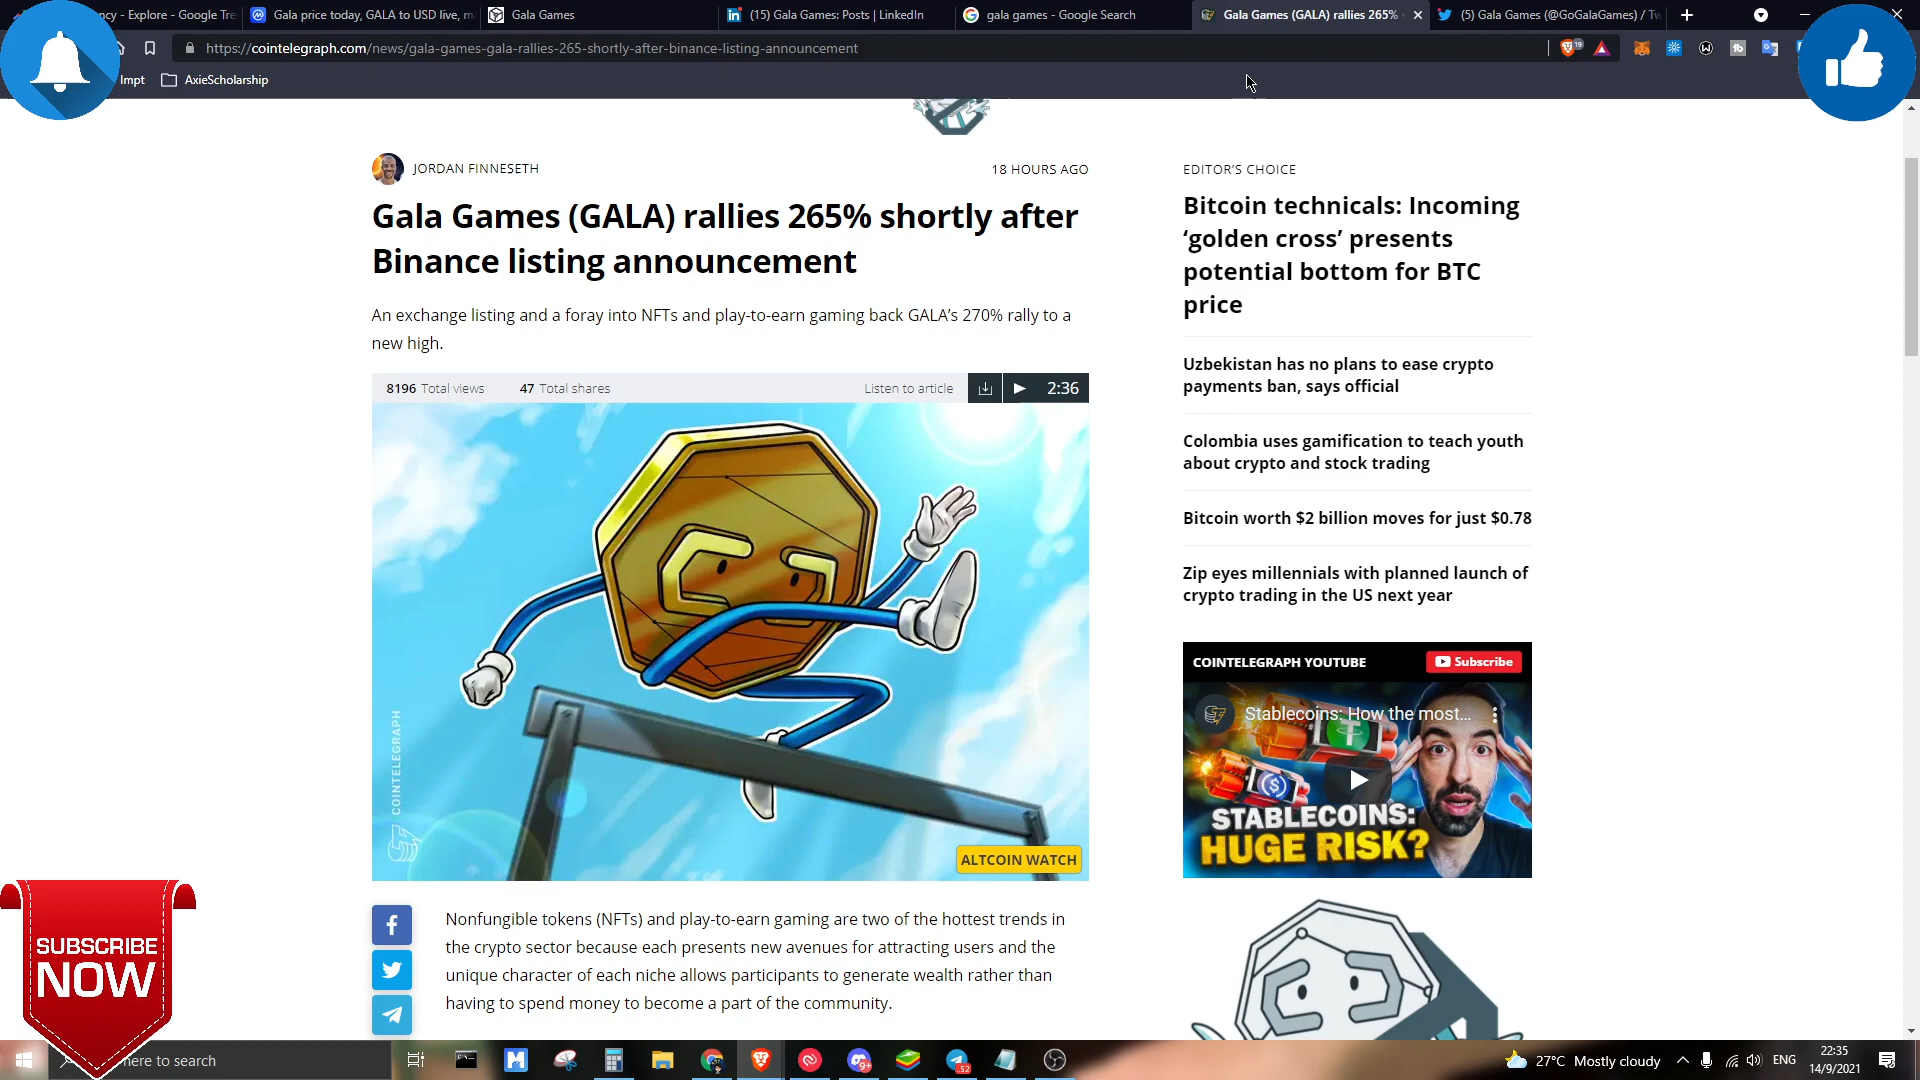 ncy - Explore - Google Tre
Gala price today, GALA to USD live, m
Gala Games
(15) Gala Games: Posts | LinkedIn
gala games - Google Search
Gala Games (GALA) rallies 265%
(5) Gala Games (@GoGalaGames) / Tw
https://cointelegraph.com/news/gala-games-gala-rallies-265-shortly-after-binance-listing-announcement
19
Impt
AxieScholarship
JORDAN FINNESETH
18 HOURS AGO
Gala Games (GALA) rallies 265% shortly after
Binance listing announcement
An exchange listing and a foray into NFTs and play-to-earn gaming back GALA’s 270% rally to a
new high.
8196 Total views
47 Total shares
Listen to article
2:36
COINTELEGRAPH
ALTCOIN WATCH
Nonfungible tokens (NFTs) and play-to-earn gaming are two of the hottest trends in
the crypto sector because each presents new avenues for attracting users and the
unique character of each niche allows participants to generate wealth rather than
having to spend money to become a part of the community.
EDITOR’S CHOICE
Bitcoin technicals: Incoming
‘golden cross’ presents
potential bottom for BTC
price
Uzbekistan has no plans to ease crypto
payments ban, says official
Colombia uses gamification to teach youth
about crypto and stock trading
Bitcoin worth $2 billion moves for just $0.78
Zip eyes millennials with planned launch of
crypto trading in the US next year
COINTELEGRAPH YOUTUBE
Subscribe
Stablecoins: How the most...
STABLECOINS:
HUGE RISK?
SUBSCRIBE
NOW
here to search
27°C Mostly cloudy
ENG
22:35
14/9/2021